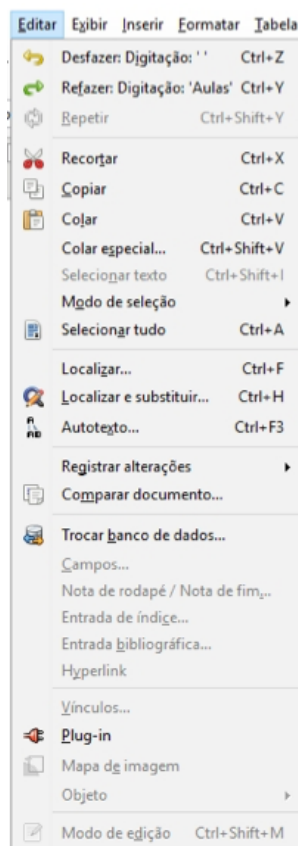 Editar Exibir Inserir Formatar Tabela
Desfazer: Digitação: ' ' Ctrl+Z
Refazer: Digitação: 'Aulas' Ctrl+Y
Repetir Ctrl+Shift+Y
Recortar Ctrl+X
Copiar Ctrl+C
Colar Ctrl+V
Colar especial... Ctrl+Shift+V
Selecionar texto Ctrl+Shift+I
Modo de seleção
Selecionar tudo Ctrl+A
Localizar... Ctrl+F
Localizar e substituir... Ctrl+H
Autotexto... Ctrl+F3
Registrar alterações
Comparar documento...
Trocar banco de dados...
Campos...
Nota de rodapé / Nota de fim...
Entrada de índice...
Entrada bibliográfica...
Hyperlink
Vínculos...
Plug-in
Mapa de imagem
Objeto
Modo de edição Ctrl+Shift+M